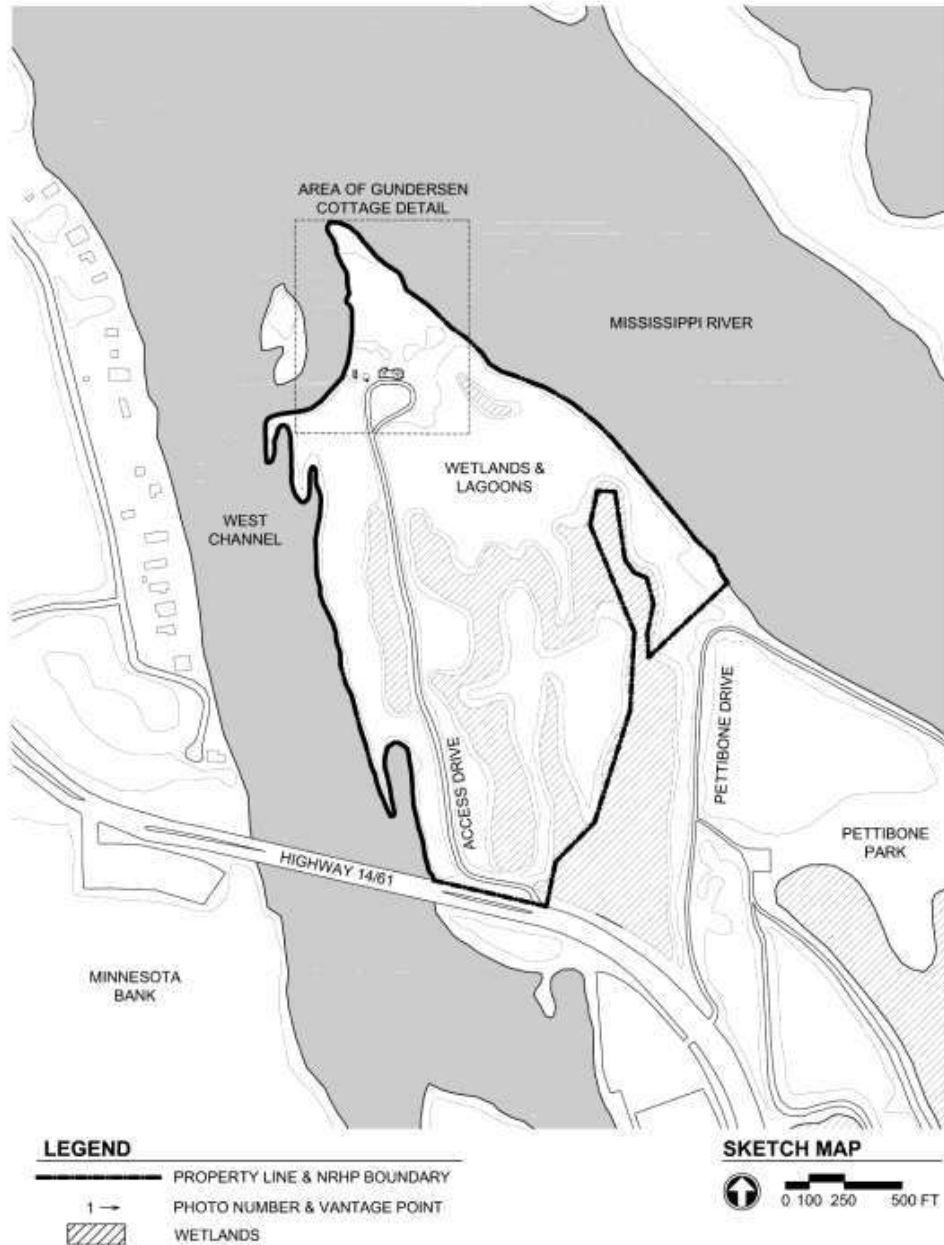 AREA OF GUNDERSEN
COTTAGE DETAIL
MISSISSIPPI RIVER
WETLANDS &
LAGOONS
WEST
CHANNEL
ACCESS DRIVE
PETTIBONE DRIVE
PETTIBONE
PARK
HIGHWAY 14/61
MINNESOTA
BANK
LEGEND
PROPERTY LINE & NRHP BOUNDARY
1 → PHOTO NUMBER & VANTAGE POINT
WETLANDS
SKETCH MAP
0 100 250 500 FT